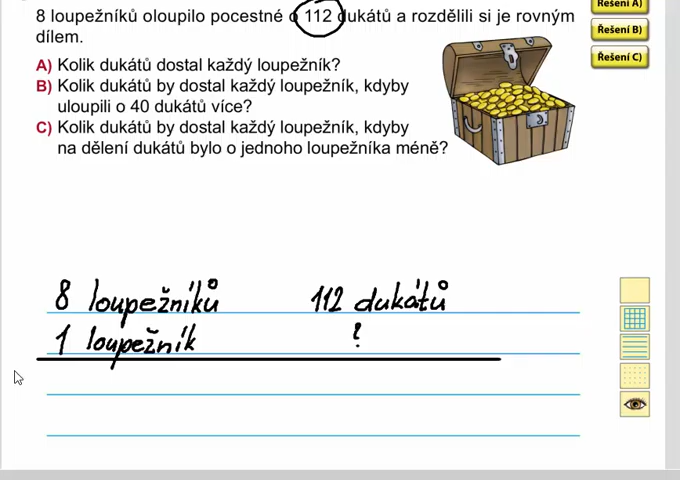 8 loupežníků oloupilo pocestné o 112 dukátů a rozdělili si je rovným
dílem.
A) Kolik dukátů dostal každý loupežník?
B) Kolik dukátů by dostal každý loupežník, kdyby
uloupili o 40 dukátů více?
C) Kolik dukátů by dostal každý loupežník, kdyby
na dělení dukátů bylo o jednoho loupežníka méně?
Řešení A)
Řešení B)
Řešení C)
8 loupežníků 112 dukátů
1 loupežník ?